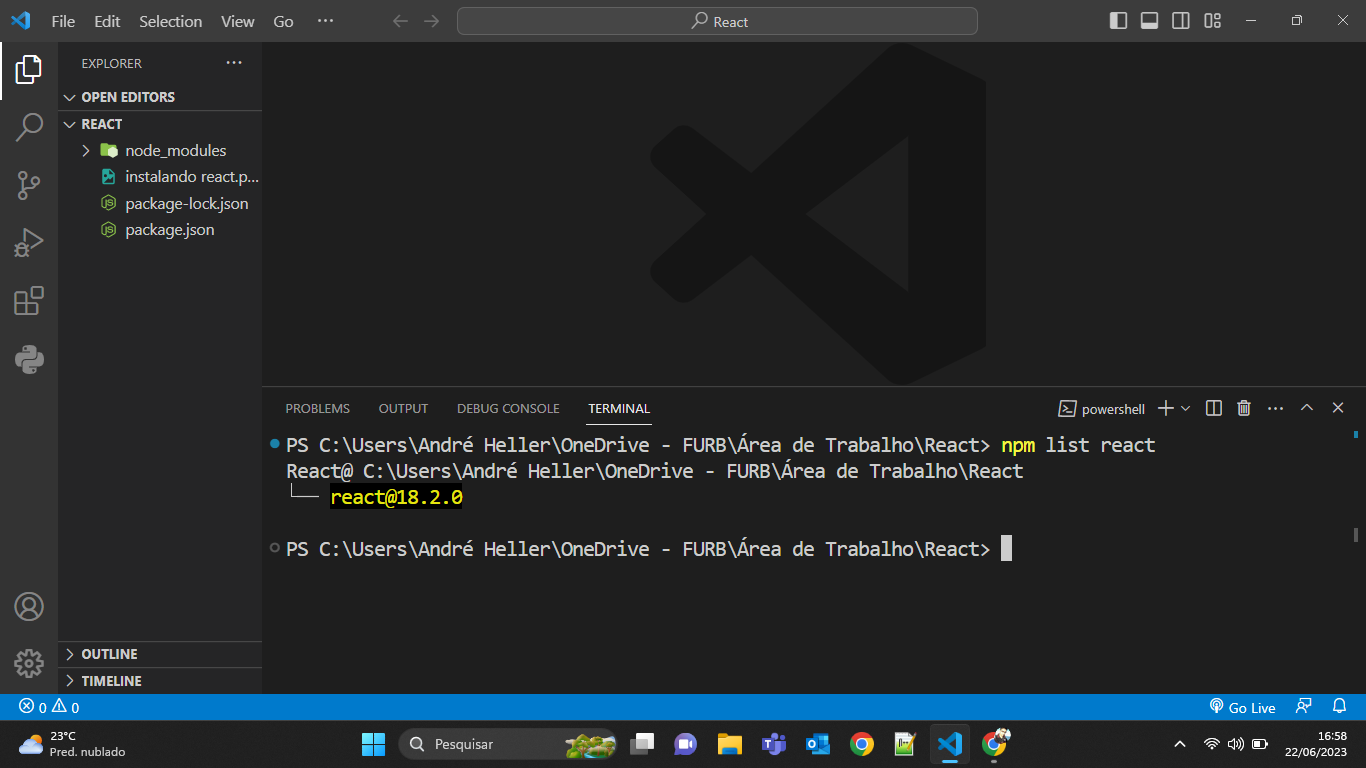 File Edit Selection View Go ···
React
EXPLORER ···
OPEN EDITORS
REACT
node_modules
instalando react.p...
package-lock.json
package.json
OUTLINE
TIMELINE
PROBLEMS OUTPUT DEBUG CONSOLE TERMINAL
powershell
PS C:\Users\André Heller\OneDrive - FURB\Área de Trabalho\React> npm list react
React@ C:\Users\André Heller\OneDrive - FURB\Área de Trabalho\React
└── react@18.2.0
PS C:\Users\André Heller\OneDrive - FURB\Área de Trabalho\React>
0 0
Go Live
23°C
Pred. nublado
Pesquisar
16:58
22/06/2023